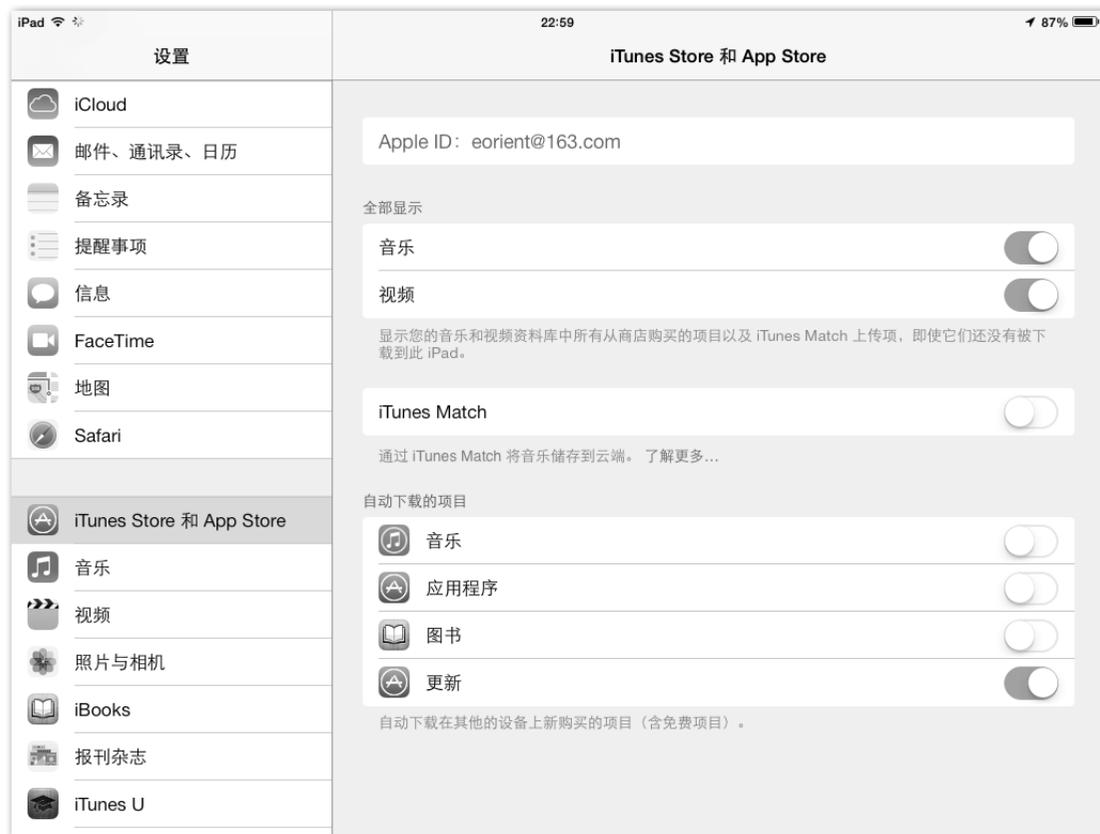 iPad
22:59
87%
设置
iTunes Store 和 App Store
iCloud
邮件、通讯录、日历
备忘录
提醒事项
信息
FaceTime
地图
Safari
iTunes Store 和 App Store
音乐
视频
照片与相机
iBooks
报刊杂志
iTunes U
Apple ID：eorient@163.com
全部显示
音乐
视频
显示您的音乐和视频资料库中所有从商店购买的项目以及 iTunes Match 上传项，即使它们还没有被下
载到此 iPad。
iTunes Match
通过 iTunes Match 将音乐储存到云端。 了解更多...
自动下载的项目
音乐
应用程序
图书
更新
自动下载在其他的设备上新购买的项目（含免费项目）。